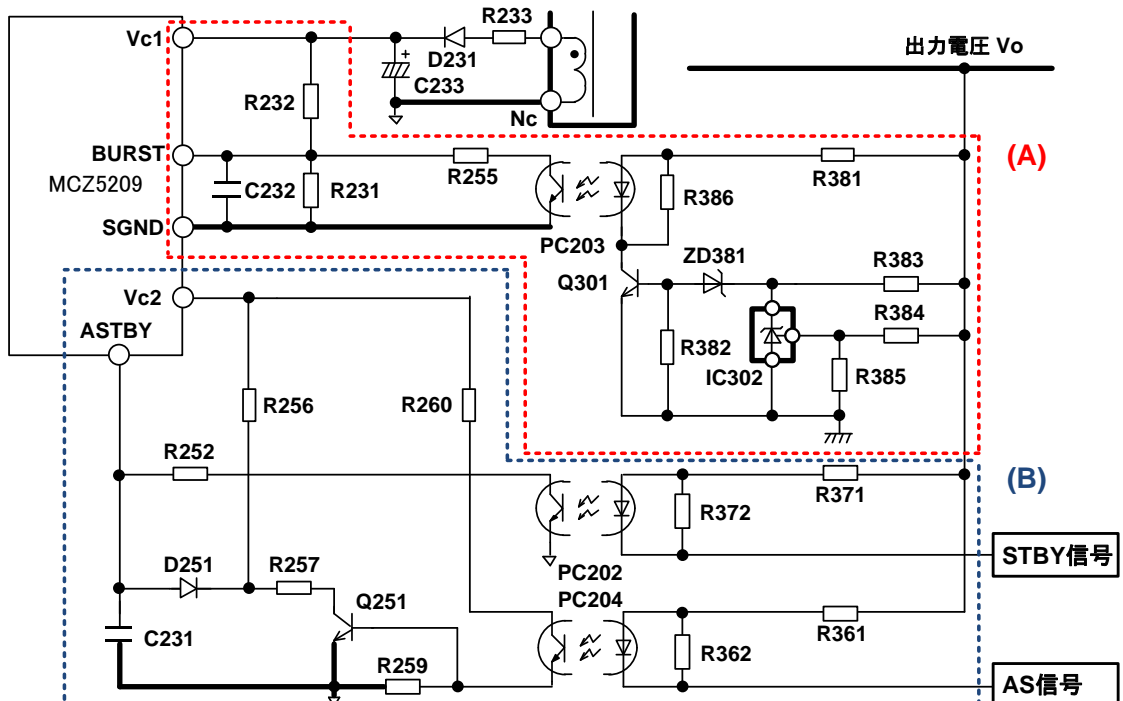 R233
Vc1
D231
+
C233
出力電圧 Vo
R232
Nc
BURST
MCZ5209
C232
R231
R255
R386
R381
(A)
SGND
PC203
ZD381
R383
Q301
R384
Vc2
ASTBY
R382
IC302
R385
R256
R260
R252
R371
(B)
R372
D251
R257
PC202
STBY信号
PC204
Q251
C231
R361
R362
R259
AS信号